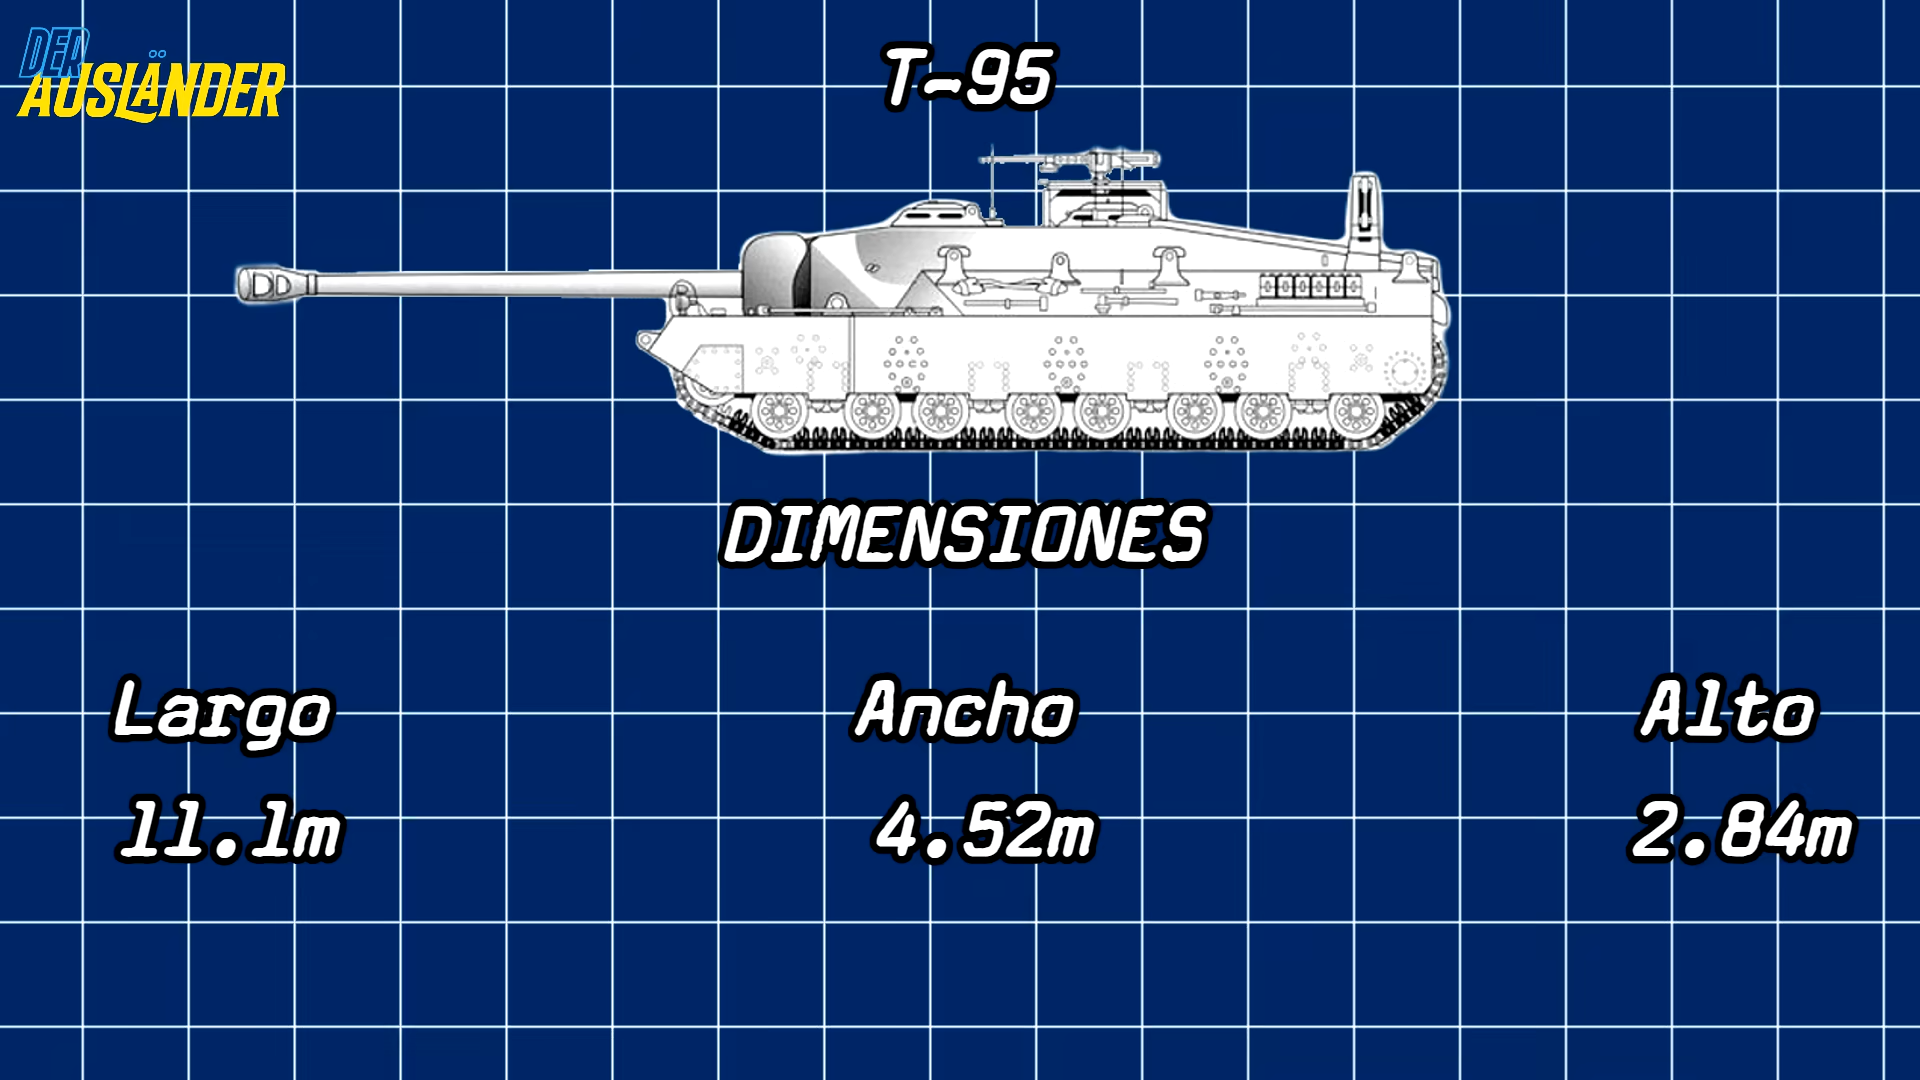 DER
AUSLÄNDER
T-95
DIMENSIONES
Largo Ancho Alto
11.1m 4.52m 2.84m